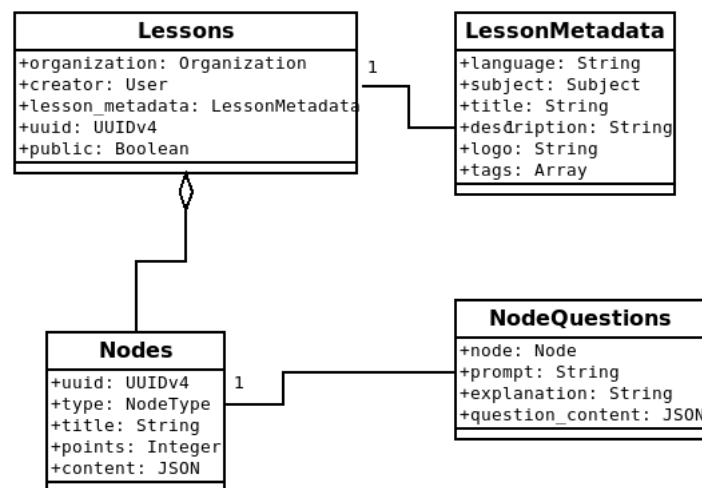 Lessons
+organization: Organization
+creator: User
+lesson_metadata: LessonMetadata
+uuid: UUIDv4
+public: Boolean
1
LessonMetadata
+language: String
+subject: Subject
+title: String
+description: String
1
+logo: String
+tags: Array
Nodes
+uuid: UUIDv4
+type: NodeType
+title: String
+points: Integer
+content: JSON
1
NodeQuestions
+node: Node
+prompt: String
+explanation: String
+question_content: JSON